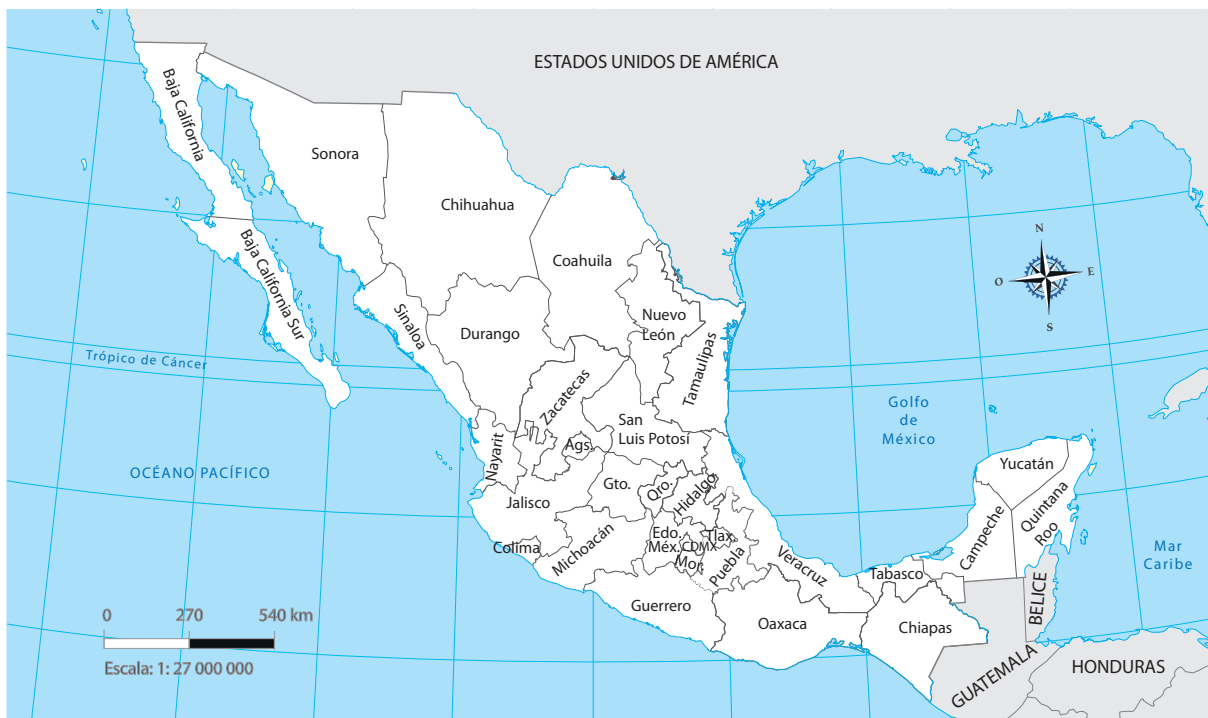 ESTADOS UNIDOS DE AMÉRICA
Baja California
Sonora
Chihuahua
Coahuila
Baja California Sur
N
O
E
S
Sinaloa
Durango
Nuevo
León
Tamaulipas
Trópico de Cáncer
Zacatecas
San
Luis Potosí
Golfo
de
México
Nayarit
Ags.
OCÉANO PACÍFICO
Yucatán
Jalisco
Gto.
Qro.
Hidalgo
Quintana
Roo
Campeche
Colima
Michoacán
Edo.
Méx.
CDMX
Tlax.
Mor.
Puebla
Veracruz
Mar
Caribe
Tabasco
BELICE
0 270 540 km
Escala: 1: 27 000 000
Guerrero
Oaxaca
Chiapas
GUATEMALA
HONDURAS